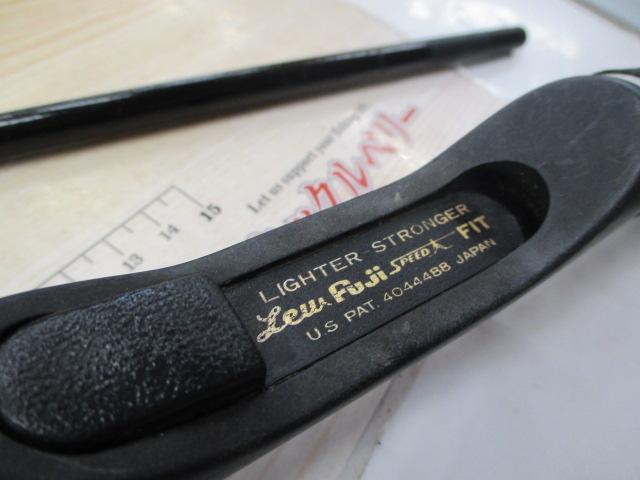 LIGHTER STRONGER
Lew Fuji SPEED FIT
U.S PAT. 4044488 JAPAN
Let us support your fishing
13 14 15